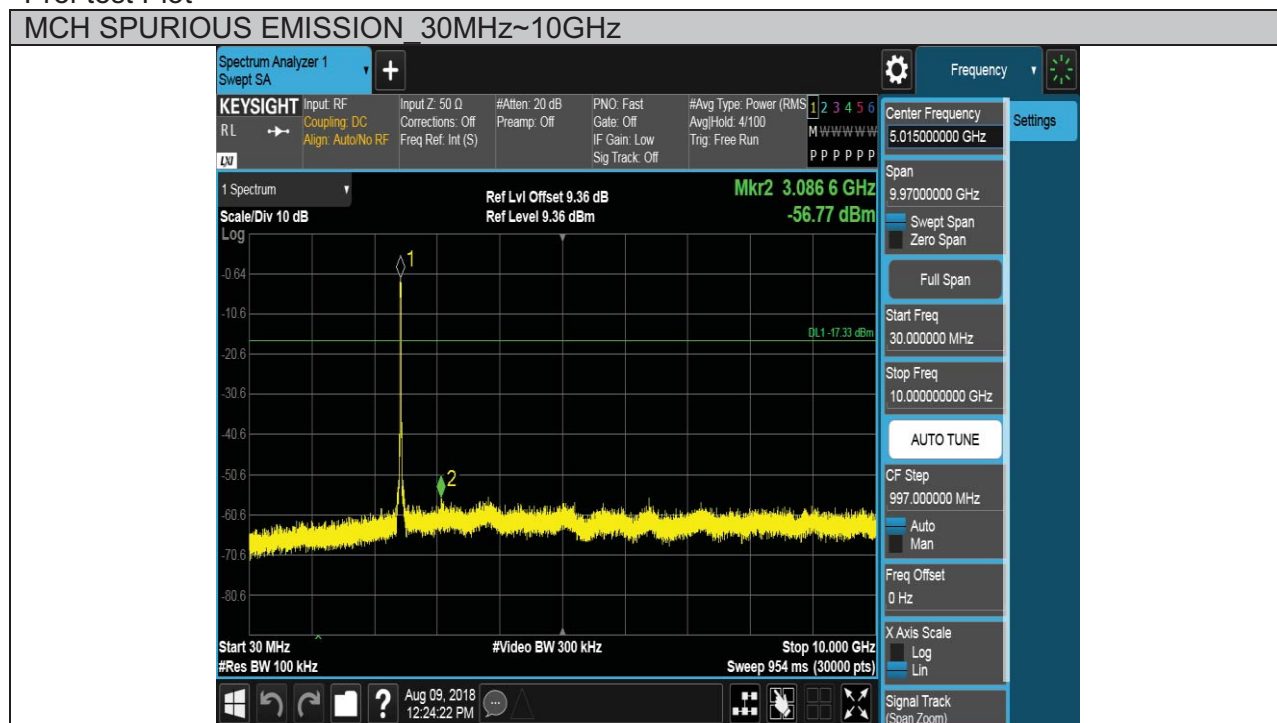 MCH SPURIOUS EMISSION_30MHz~10GHz
Spectrum Analyzer 1
Swept SA
+
Frequency
KEYSIGHT
RL
LXI
Input: RF
Coupling: DC
Align: Auto/No RF
Input Z: 50 Ω
Corrections: Off
Freq Ref: Int (S)
#Atten: 20 dB
Preamp: Off
PNO: Fast
Gate: Off
IF Gain: Low
Sig Track: Off
#Avg Type: Power (RMS
Avg|Hold: 4/100
Trig: Free Run
1 2 3 4 5 6
M W W W W W
P P P P P P
1 Spectrum
Scale/Div 10 dB
Log
Ref Lvl Offset 9.36 dB
Ref Level 9.36 dBm
Mkr2 3.086 6 GHz
-56.77 dBm
1
-0.64
-10.6
DL1 -17.33 dBm
-20.6
-30.6
-40.6
-50.6
2
-60.6
-70.6
-80.6
Start 30 MHz
#Video BW 300 kHz
Stop 10.000 GHz
#Res BW 100 kHz
Sweep 954 ms (30000 pts)
?
Aug 09, 2018
12:24:22 PM
Center Frequency
5.015000000 GHz
Settings
Span
9.97000000 GHz
Swept Span
Zero Span
Full Span
Start Freq
30.000000 MHz
Stop Freq
10.000000000 GHz
AUTO TUNE
CF Step
997.000000 MHz
Auto
Man
Freq Offset
0 Hz
X Axis Scale
Log
Lin
Signal Track
(Span Zoom)